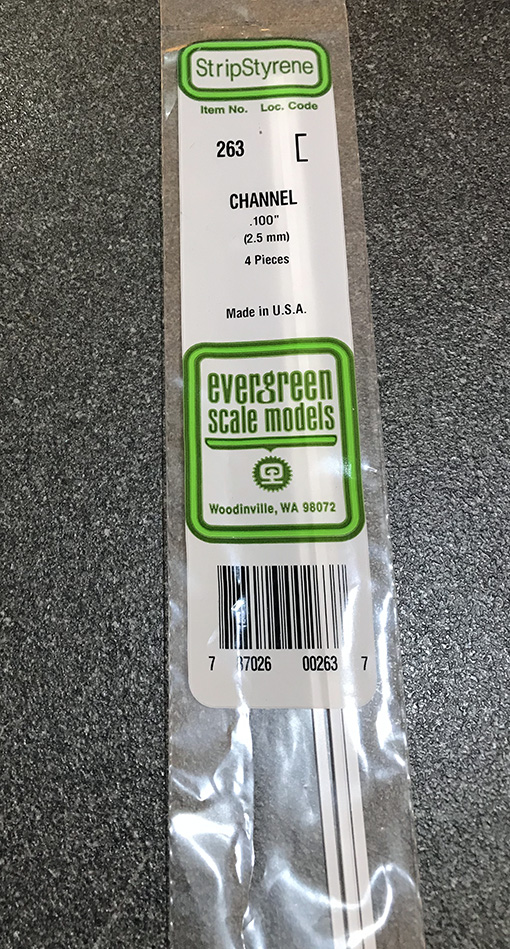 StripStyrene
Item No. Loc. Code
263
CHANNEL
.100"
(2.5 mm)
4 Pieces
Made in U.S.A.
evergreen
scale models
Woodinville, WA 98072
7 87026 00263 7